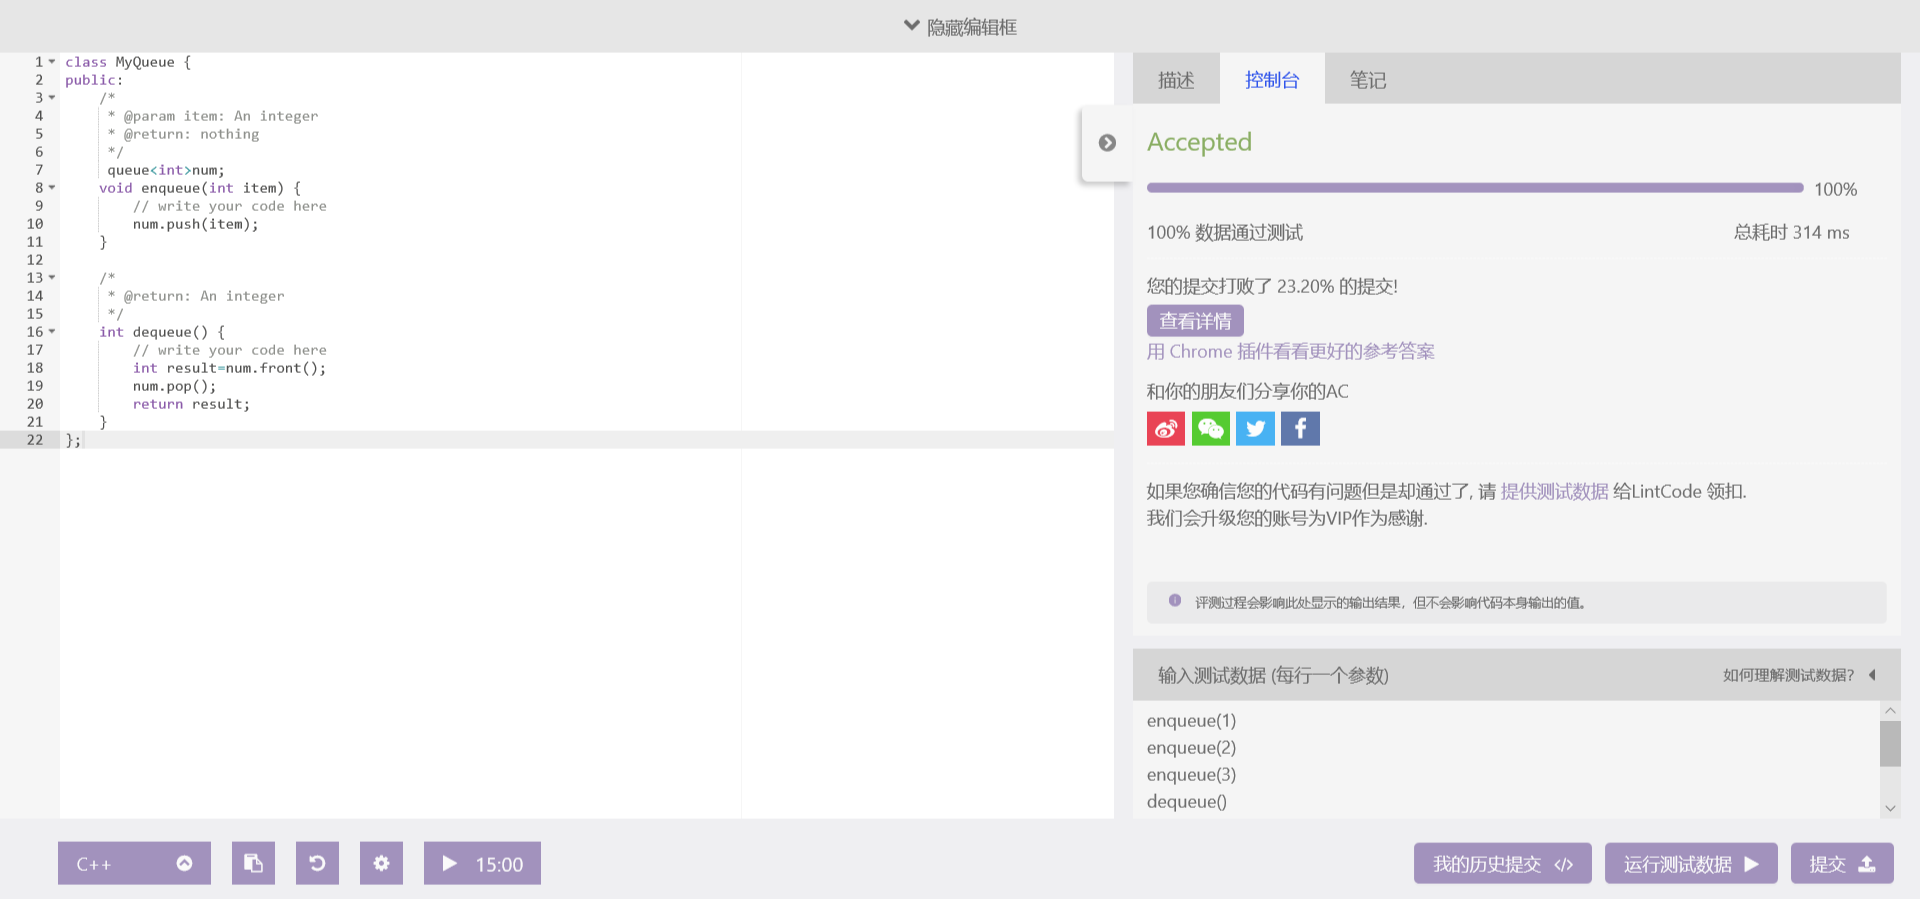 隐藏编辑框
1 class MyQueue {
2 public:
3 /*
4 * @param item: An integer
5 * @return: nothing
6 */
7 queue<int>num;
8 void enqueue(int item) {
9 // write your code here
10 num.push(item);
11 }
12
13 /*
14 * @return: An integer
15 */
16 int dequeue() {
17 // write your code here
18 int result=num.front();
19 num.pop();
20 return result;
21 }
22 };
描述 控制台 笔记
Accepted
100%
100% 数据通过测试 总耗时 314 ms
您的提交打败了 23.20% 的提交!
查看详情
用 Chrome 插件看看更好的参考答案
和你的朋友们分享你的AC
如果您确信您的代码有问题但是却通过了, 请 提供测试数据 给LintCode 领扣.
我们会升级您的账号为VIP作为感谢.
评测过程会影响此处显示的输出结果，但不会影响代码本身输出的值。
输入测试数据 (每行一个参数) 如何理解测试数据?
enqueue(1)
enqueue(2)
enqueue(3)
dequeue()
C++ 15:00 我的历史提交 </> 运行测试数据 提交